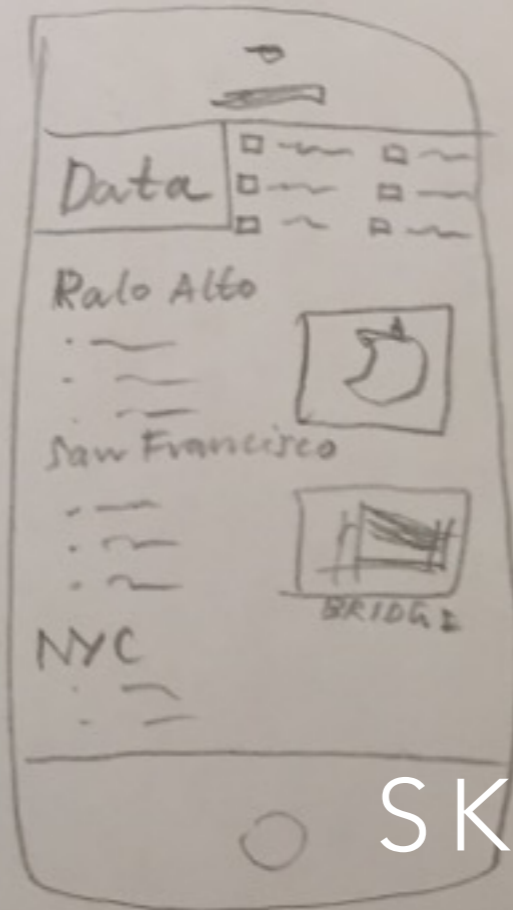 Data
Ralo Alto
San Francisco
BRIDGE
NYC
SK